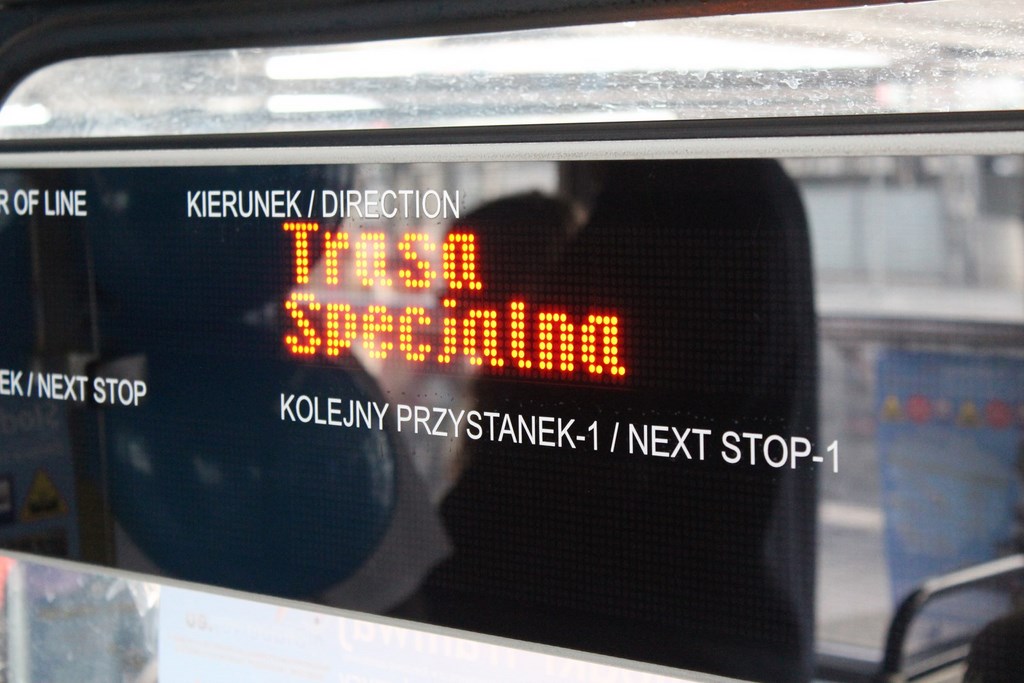 R OF LINE
KIERUNEK / DIRECTION
Trasa
Specjalna
EK / NEXT STOP
KOLEJNY PRZYSTANEK-1 / NEXT STOP-1